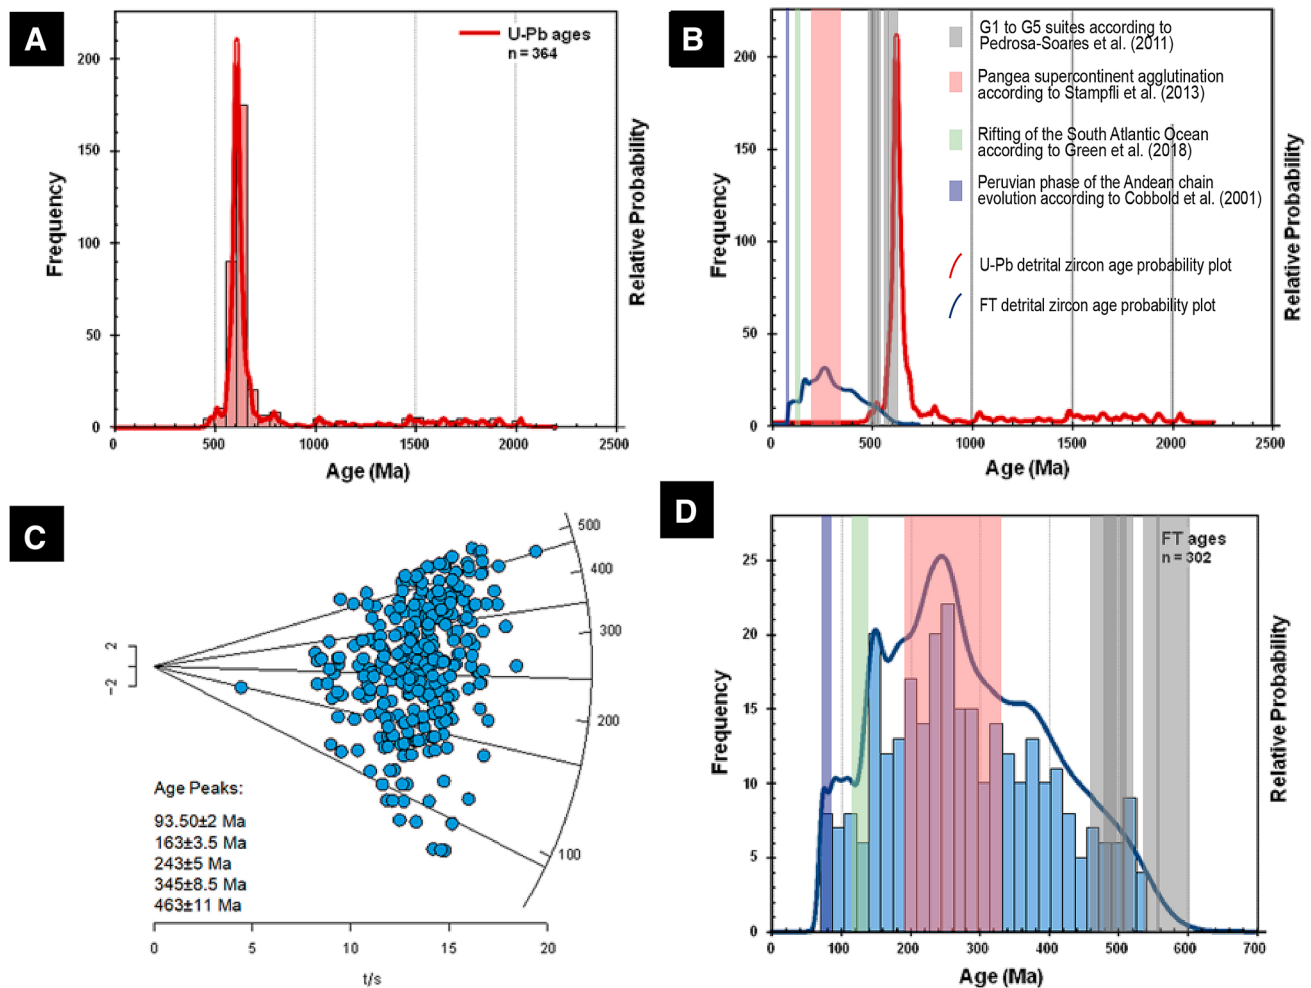 A
U-Pb ages
n = 364
Frequency
200
150
100
50
0
Relative Probability
0 500 1000 1500 2000 2500
Age (Ma)
B
G1 to G5 suites according to
Pedrosa-Soares et al. (2011)
Pangea supercontinent agglutination
according to Stampfli et al. (2013)
Rifting of the South Atlantic Ocean
according to Green et al. (2018)
Peruvian phase of the Andean chain
evolution according to Cobbold et al. (2001)
U-Pb detrital zircon age probability plot
FT detrital zircon age probability plot
Frequency
200
150
100
50
0
Relative Probability
0 500 1000 1500 2000 2500
Age (Ma)
C
500
400
300
200
100
2
-2
Age Peaks:
93.50±2 Ma
163±3.5 Ma
243±5 Ma
345±8.5 Ma
463±11 Ma
0 5 10 15 20
t/s
D
FT ages
n = 302
Frequency
25
20
15
10
5
0
Relative Probability
0 100 200 300 400 500 600 700
Age (Ma)